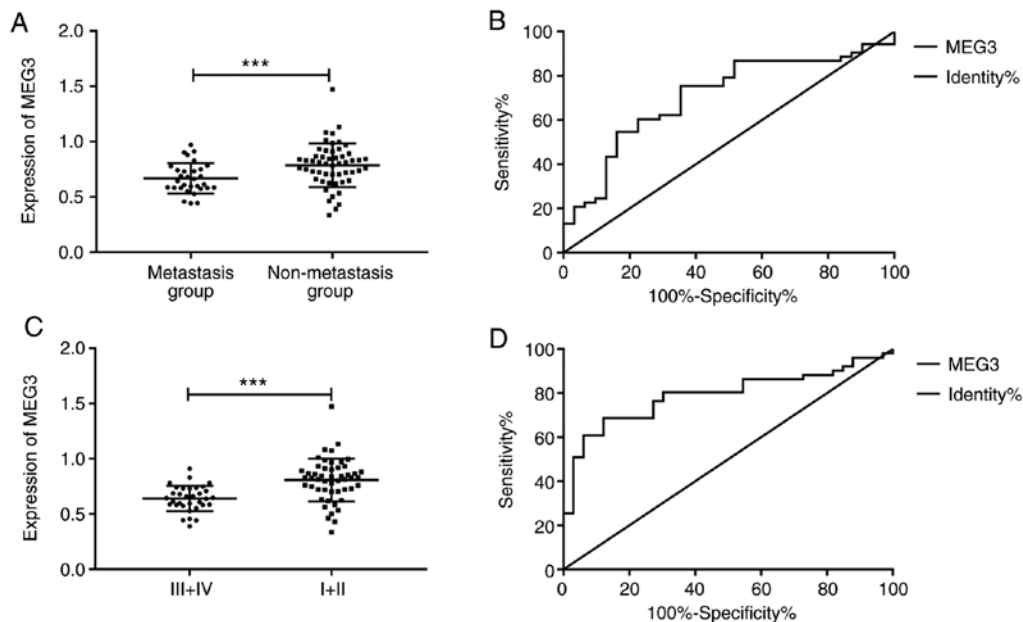 A
Expression of MEG3
2.0
1.5
1.0
0.5
0.0
***
Metastasis
group
Non-metastasis
group
B
Sensitivity%
100
80
60
40
20
0
0 20 40 60 80 100
100%-Specificity%
MEG3
Identity%
C
Expression of MEG3
2.0
1.5
1.0
0.5
0.0
***
III+IV
I+II
D
Sensitivity%
100
80
60
40
20
0
0 20 40 60 80 100
100%-Specificity%
MEG3
Identity%